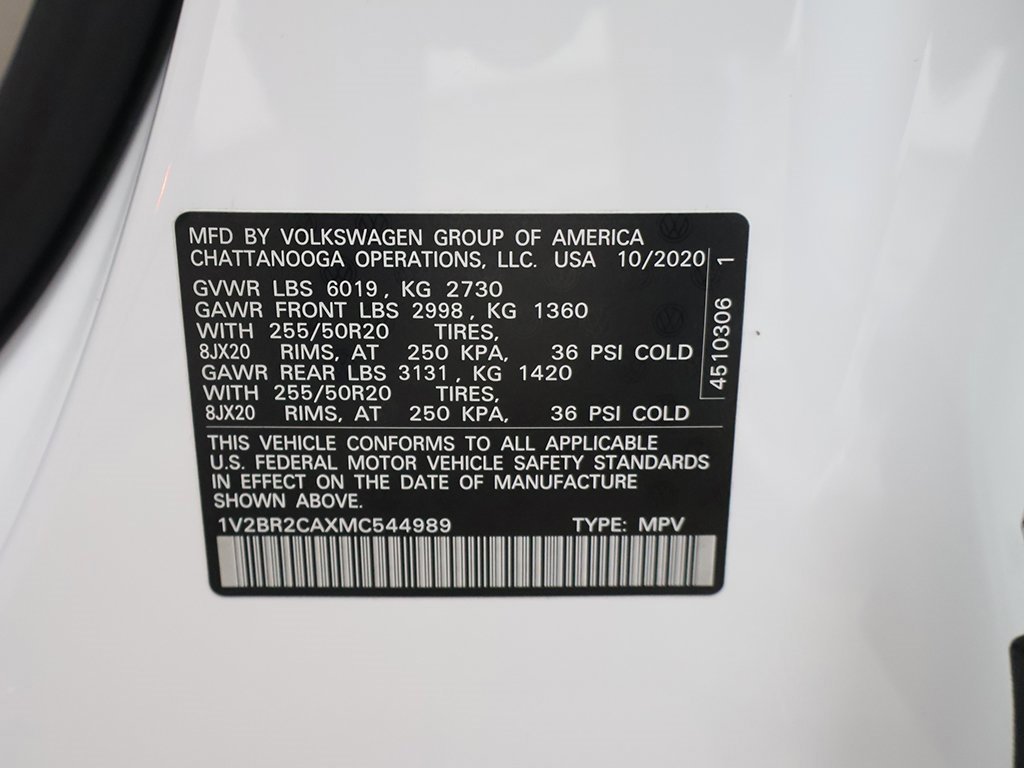 MFD BY VOLKSWAGEN GROUP OF AMERICA
CHATTANOOGA OPERATIONS, LLC. USA 10/2020
GVWR LBS 6019, KG 2730
GAWR FRONT LBS 2998, KG 1360
WITH 255/50R20 TIRES,
8JX20 RIMS, AT 250 KPA, 36 PSI COLD
GAWR REAR LBS 3131, KG 1420
WITH 255/50R20 TIRES,
8JX20 RIMS, AT 250 KPA, 36 PSI COLD
4510306 1
THIS VEHICLE CONFORMS TO ALL APPLICABLE
U.S. FEDERAL MOTOR VEHICLE SAFETY STANDARDS
IN EFFECT ON THE DATE OF MANUFACTURE
SHOWN ABOVE.
1V2BR2CAXMC544989 TYPE: MPV